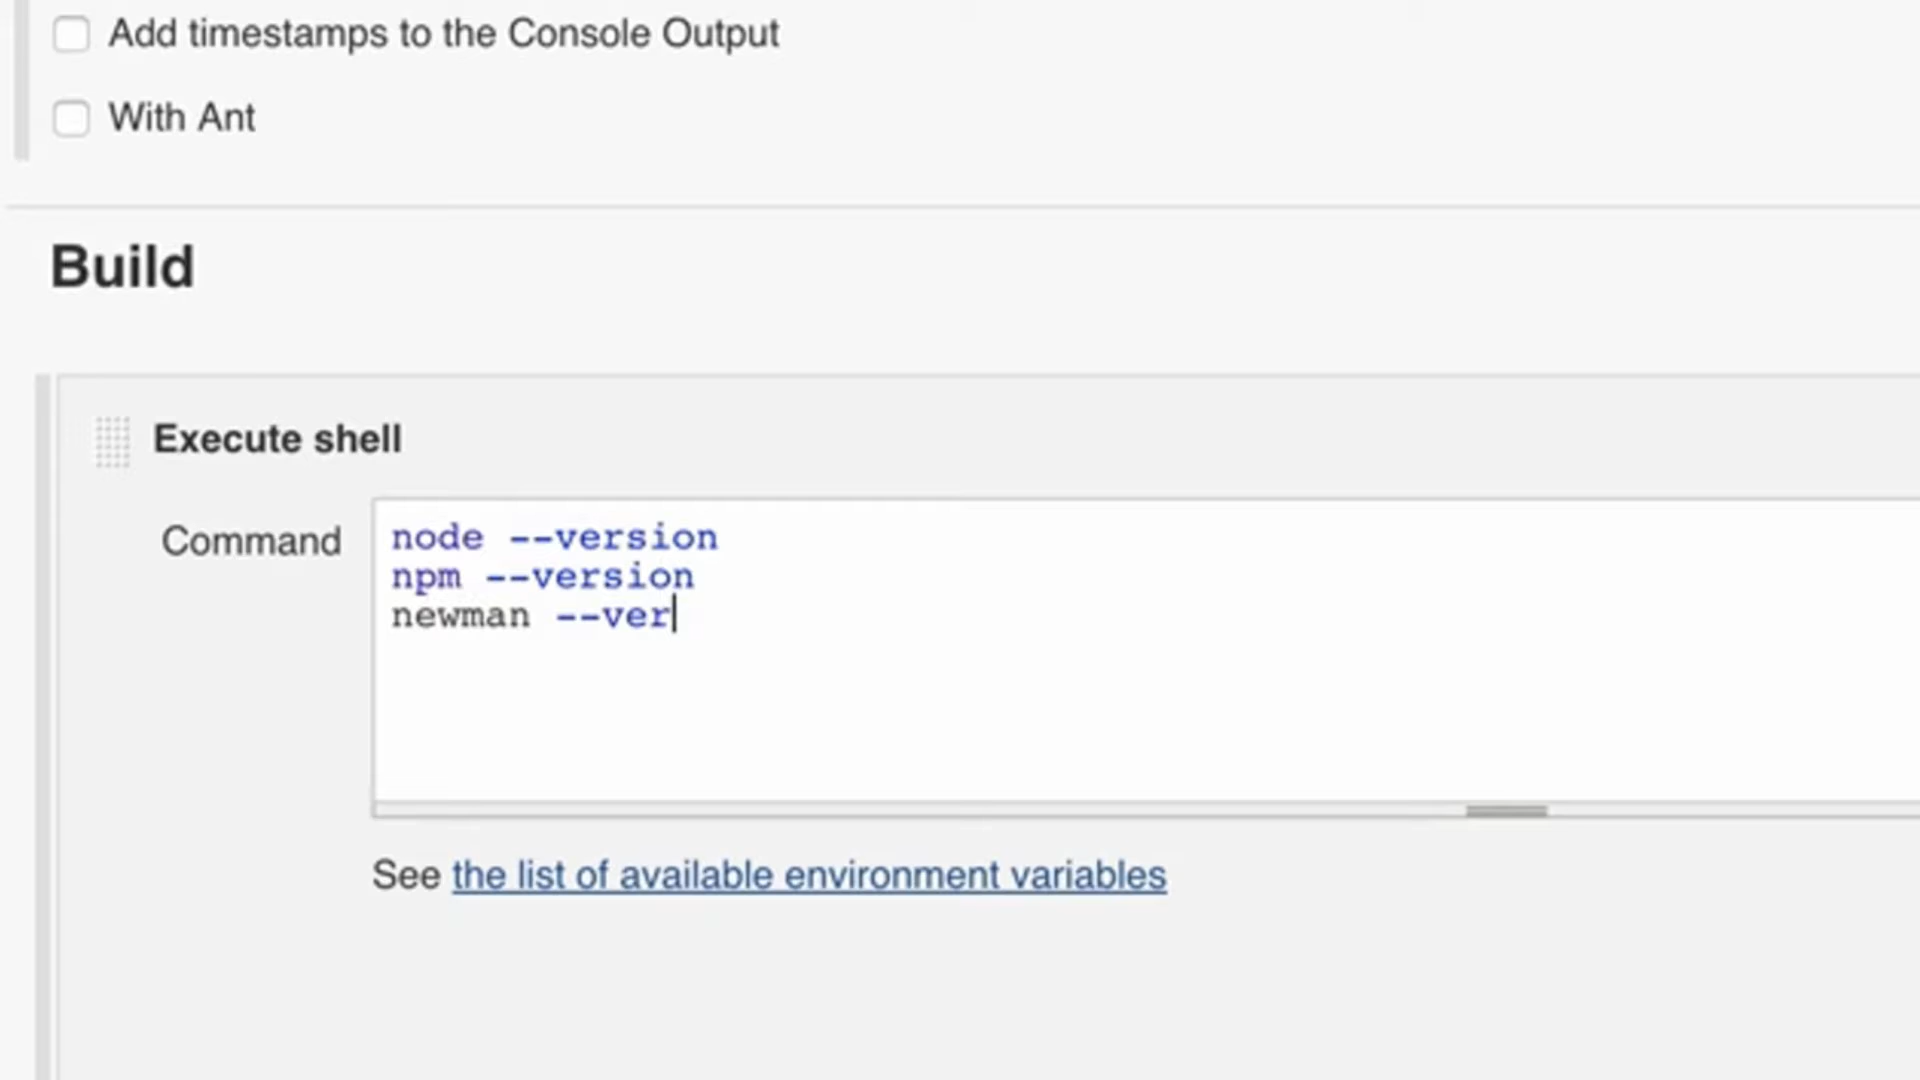 Add timestamps to the Console Output
With Ant
Build
Execute shell
Command
node --version
npm --version
newman --ver
See the list of available environment variables